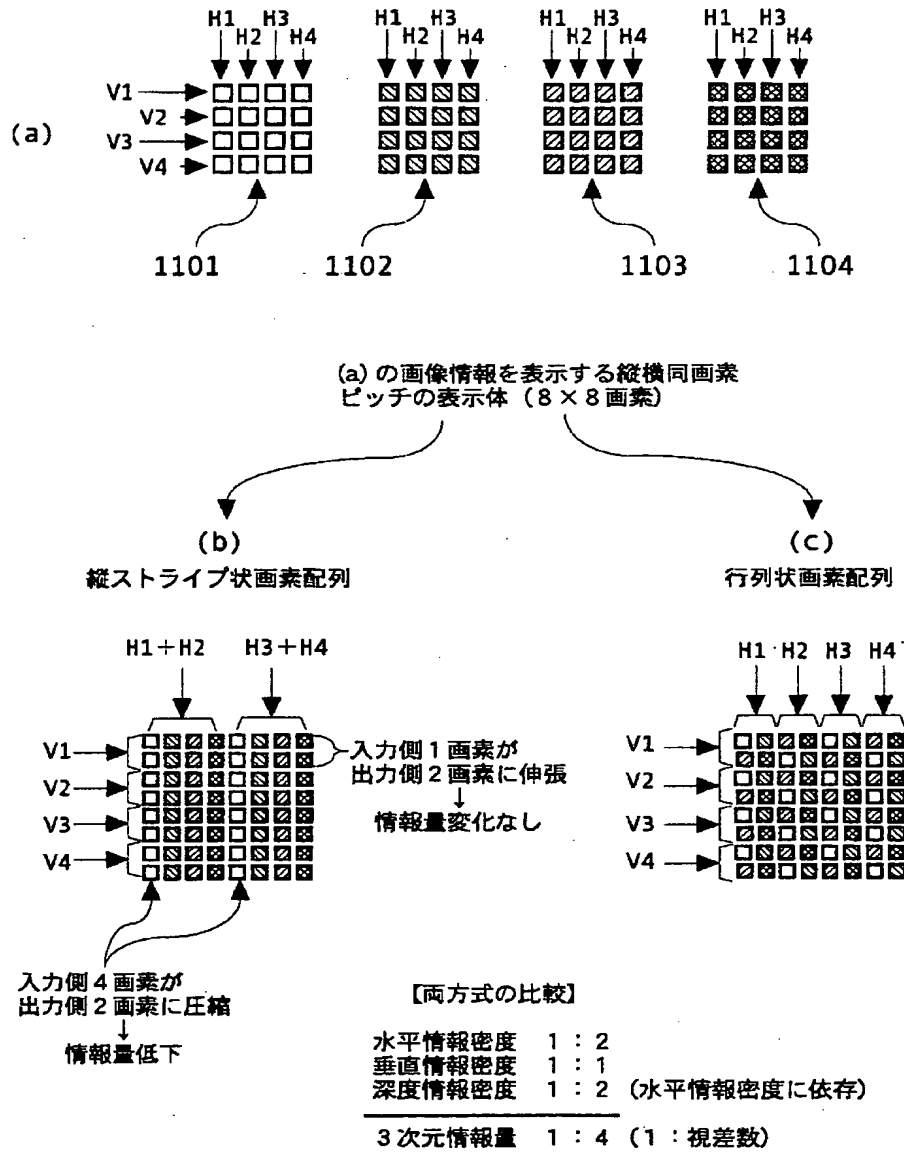 H1 H3 H1 H3 H1 H3 H1 H3
H2 H4 H2 H4 H2 H4 H2 H4
V1
V2
(a)
V3
V4
1101 1102 1103 1104
(a)の画像情報を表示する縦横同画素
ピッチの表示体(8×8画素)
(b) (c)
縦ストライプ状画素配列 行列状画素配列
H1+H2 H3+H4 H1 H2 H3 H4
V1 入力側1画素が V1
出力側2画素に伸張
V2 ↓ V2
情報量変化なし
V3 V3
V4 V4
入力側4画素が
出力側2画素に圧縮
↓
情報量低下
【両方式の比較】
水平情報密度 1:2
垂直情報密度 1:1
深度情報密度 1:2 (水平情報密度に依存)
3次元情報量 1:4 (1:視差数)